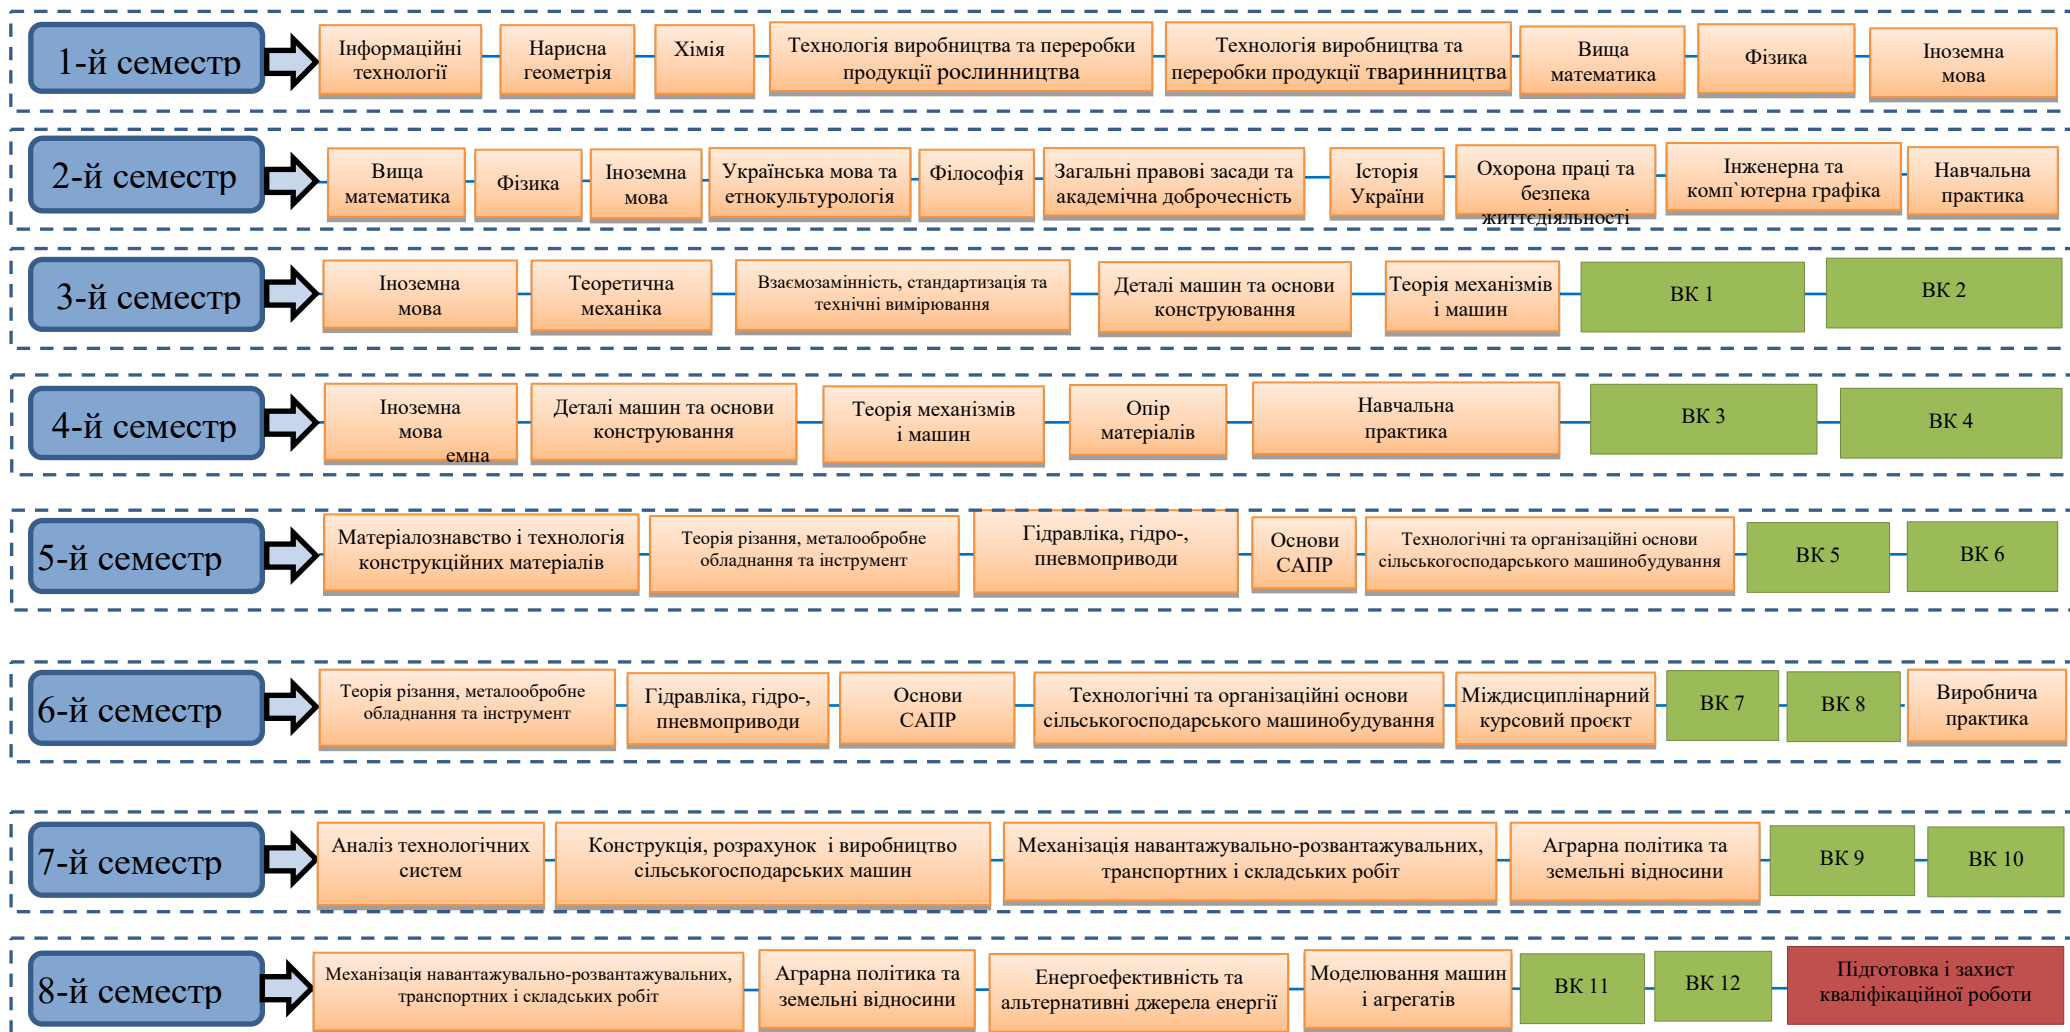 1-й семестр
Інформаційні
технології
Нарисна
геометрія
Хімія
Технологія виробництва та переробки
продукції рослинництва
Технологія виробництва та
переробки продукції тваринництва
Вища
математика
Фізика
Іноземна
мова
2-й семестр
Вища
математика
Фізика
Іноземна
мова
Українська мова та
етнокультурологія
Філософія
Загальні правові засади та
академічна доброчесність
Історія
України
Охорона праці та
безпека
життєдіяльності
Інженерна та
комп`ютерна графіка
Навчальна
практика
3-й семестр
Іноземна
мова
Теоретична
механіка
Взаємозамінність, стандартизація та
технічні вимірювання
Деталі машин та основи
конструювання
Теорія механізмів
і машин
ВК 1
ВК 2
4-й семестр
Іноземна
мова
емна
Деталі машин та основи
конструювання
Теорія механізмів
і машин
Опір
матеріалів
Навчальна
практика
ВК 3
ВК 4
5-й семестр
Матеріалознавство і технологія
конструкційних матеріалів
Теорія різання, металообробне
обладнання та інструмент
Гідравліка, гідро-,
пневмоприводи
Основи
САПР
Технологічні та організаційні основи
сільськогосподарського машинобудування
ВК 5
ВК 6
6-й семестр
Теорія різання, металообробне
обладнання та інструмент
Гідравліка, гідро-,
пневмоприводи
Основи
САПР
Технологічні та організаційні основи
сільськогосподарського машинобудування
Міждисциплінарний
курсовий проєкт
ВК 7
ВК 8
Виробнича
практика
7-й семестр
Аналіз технологічних
систем
Конструкція, розрахунок і виробництво
сільськогосподарських машин
Механізація навантажувально-розвантажувальних,
транспортних і складських робіт
Аграрна політика та
земельні відносини
ВК 9
ВК 10
8-й семестр
Механізація навантажувально-розвантажувальних,
транспортних і складських робіт
Аграрна політика та
земельні відносини
Енергоефективність та
альтернативні джерела енергії
Моделювання машин
і агрегатів
ВК 11
ВК 12
Підготовка і захист
кваліфікаційної роботи